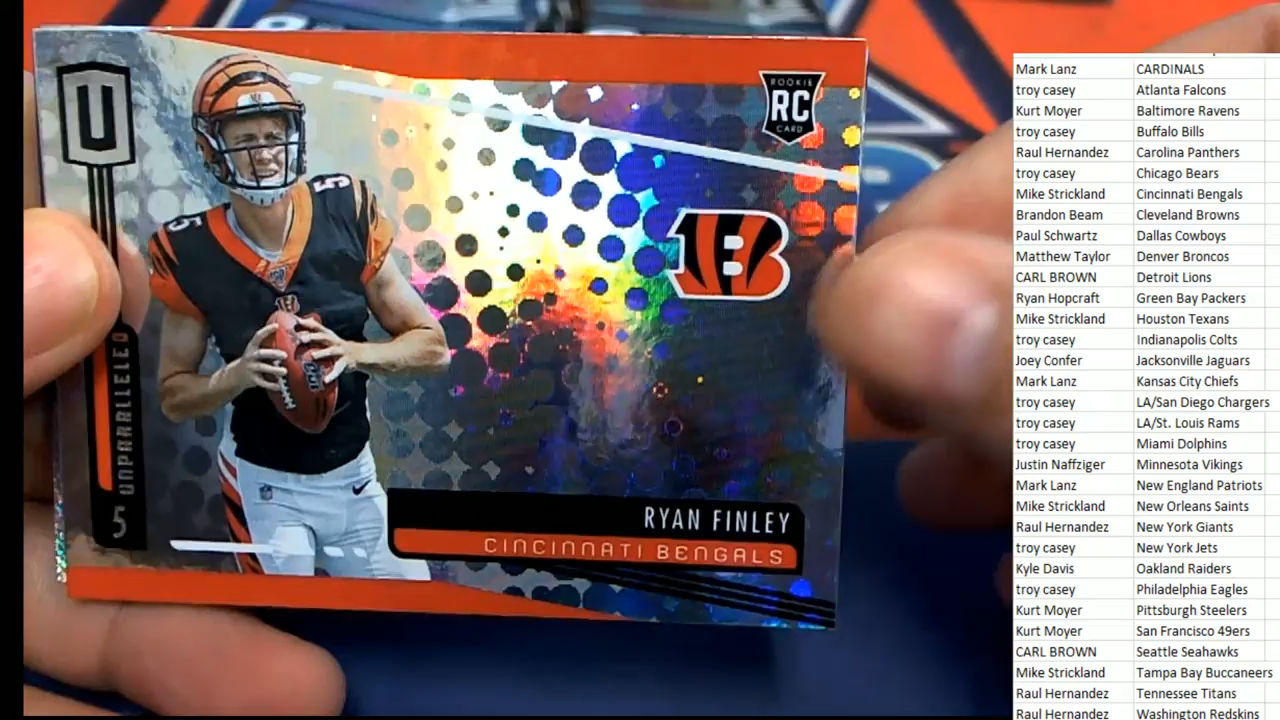 U
ROOKIE
RC
CARD
B
5
5
UNPARALLELED
5
RYAN FINLEY
CINCINNATI BENGALS
Mark Lanz CARDINALS
troy casey Atlanta Falcons
Kurt Moyer Baltimore Ravens
troy casey Buffalo Bills
Raul Hernandez Carolina Panthers
troy casey Chicago Bears
Mike Strickland Cincinnati Bengals
Brandon Beam Cleveland Browns
Paul Schwartz Dallas Cowboys
Matthew Taylor Denver Broncos
CARL BROWN Detroit Lions
Ryan Hopcraft Green Bay Packers
Mike Strickland Houston Texans
troy casey Indianapolis Colts
Joey Confer Jacksonville Jaguars
Mark Lanz Kansas City Chiefs
troy casey LA/San Diego Chargers
troy casey LA/St. Louis Rams
troy casey Miami Dolphins
Justin Naffziger Minnesota Vikings
Mark Lanz New England Patriots
Mike Strickland New Orleans Saints
Raul Hernandez New York Giants
troy casey New York Jets
Kyle Davis Oakland Raiders
troy casey Philadelphia Eagles
Kurt Moyer Pittsburgh Steelers
Kurt Moyer San Francisco 49ers
CARL BROWN Seattle Seahawks
Mike Strickland Tampa Bay Buccaneers
Raul Hernandez Tennessee Titans
Raul Hernandez Washington Redskins